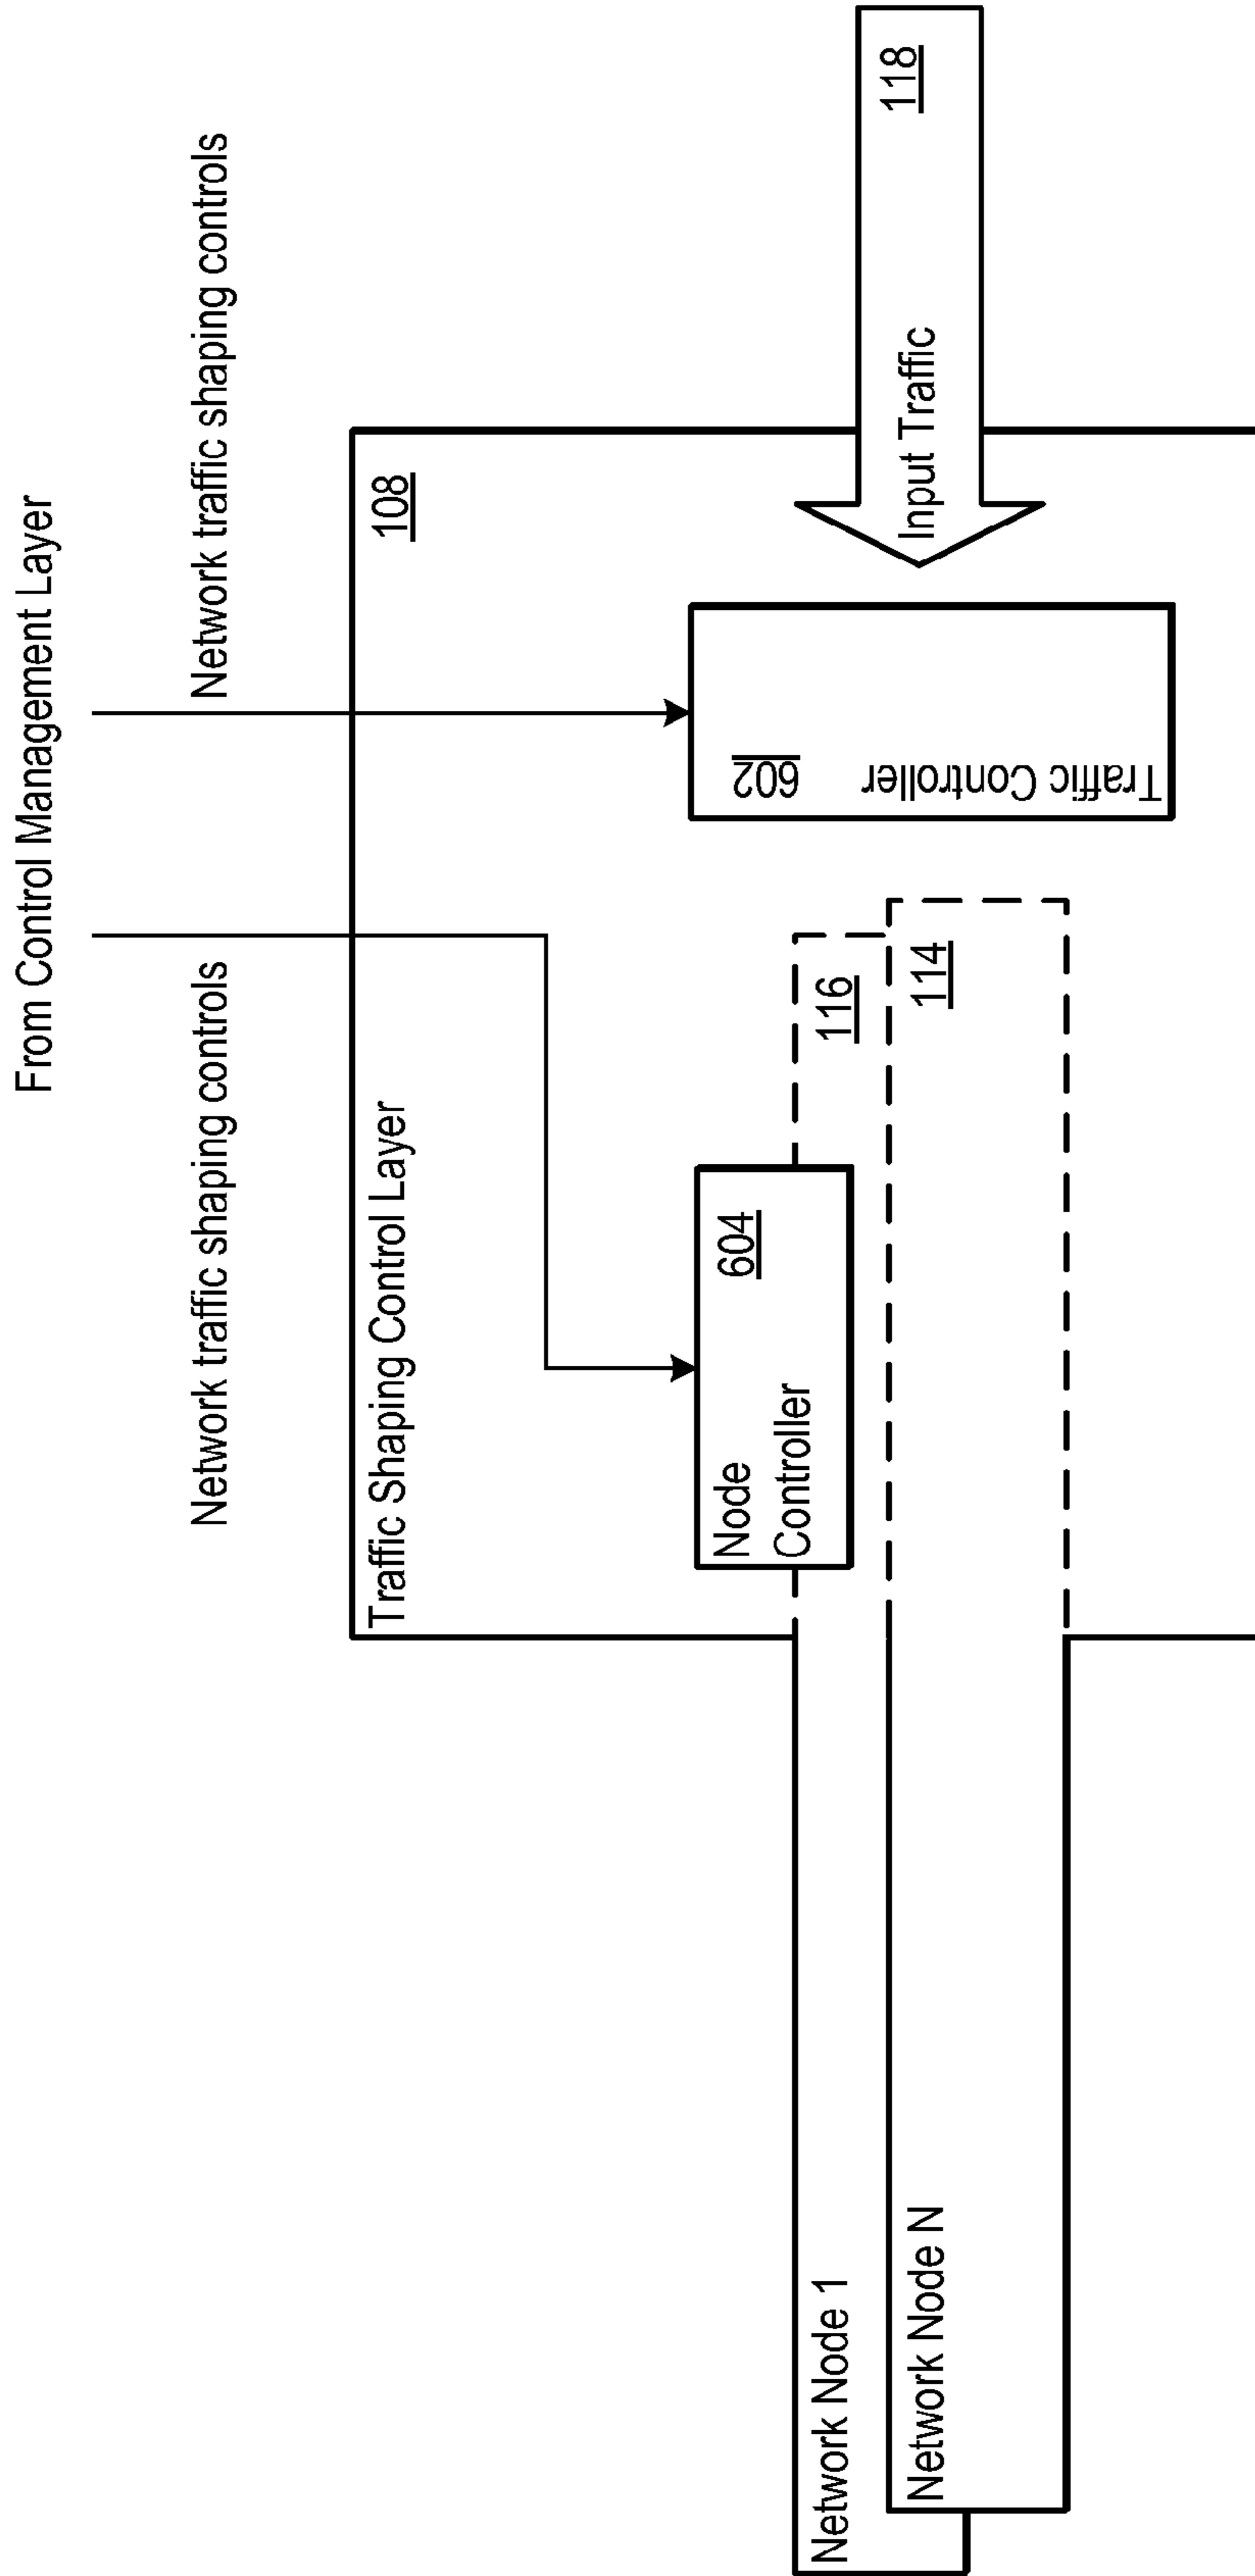 From Control Management Layer
Network traffic shaping controls
Network traffic shaping controls
Traffic Shaping Control Layer
108
Node
Controller
604
Traffic Controller
602
Input Traffic
118
Network Node 1
116
Network Node N
114